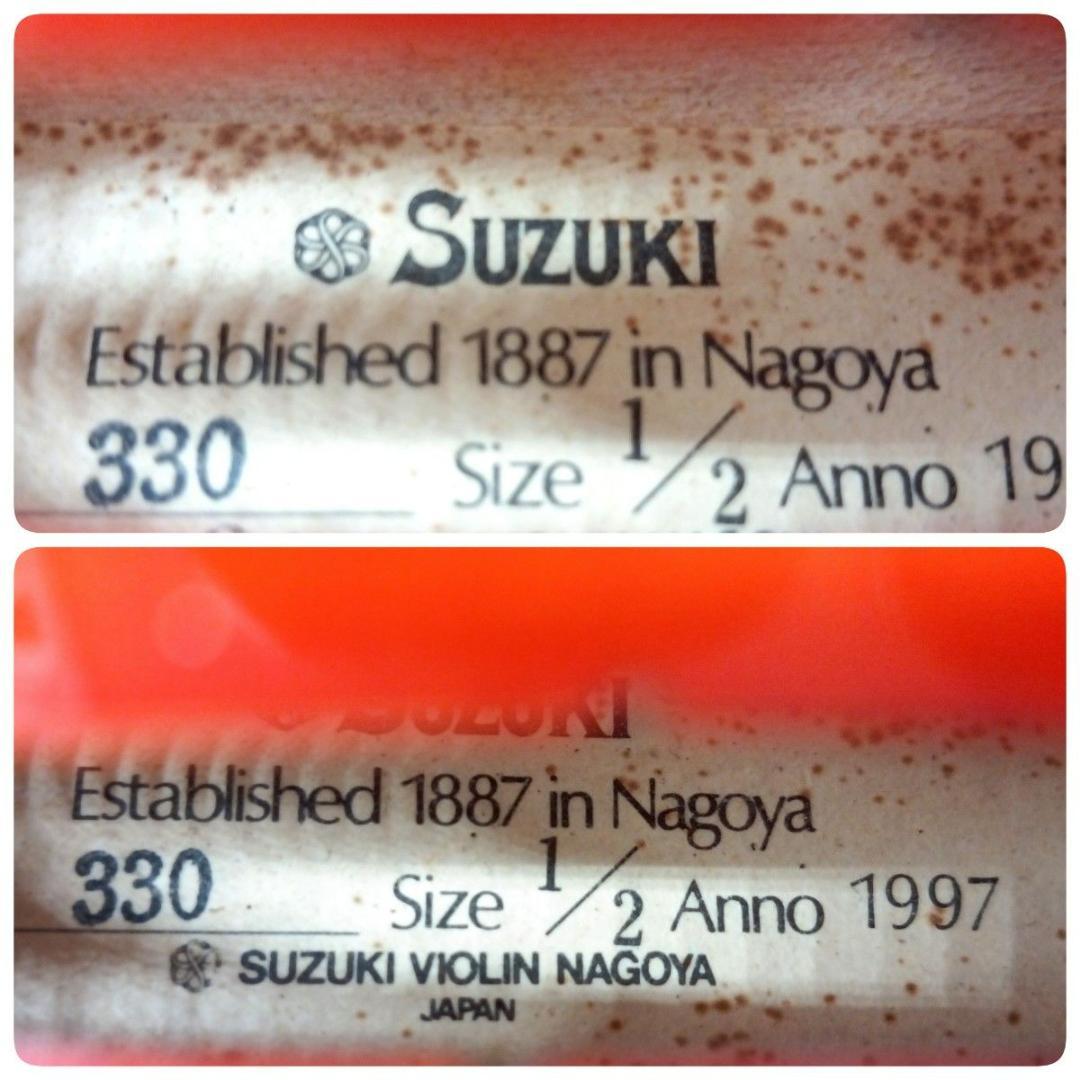 SUZUKI
Established 1887 in Nagoya
330 Size 1/2 Anno 19
SUZUKI
Established 1887 in Nagoya
330 Size 1/2 Anno 1997
SUZUKI VIOLIN NAGOYA
JAPAN